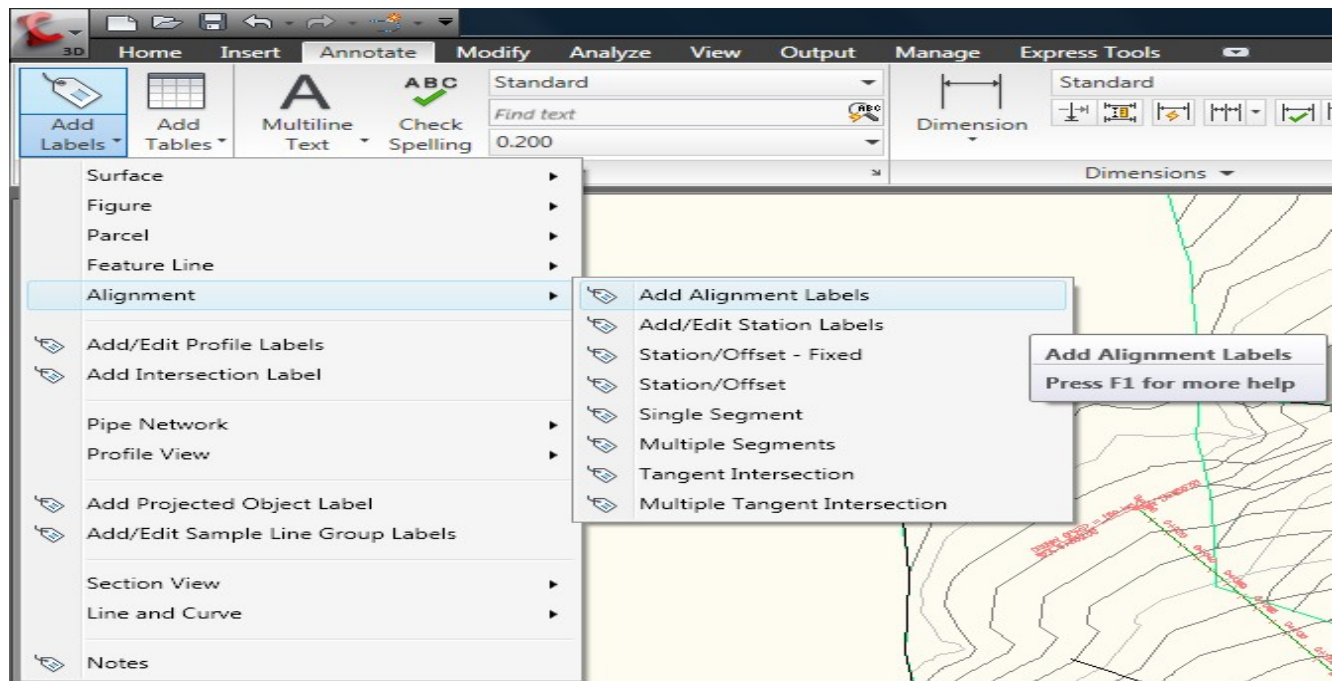 3D
Home Insert Annotate Modify Analyze View Output Manage Express Tools
Add Labels
Add Tables
Multiline Text
ABC
Check Spelling
Standard
Find text
ABC
0.200
Dimension
Standard
Dimensions
Surface
Figure
Parcel
Feature Line
Alignment
Add/Edit Profile Labels
Add Intersection Label
Pipe Network
Profile View
Add Projected Object Label
Add/Edit Sample Line Group Labels
Section View
Line and Curve
Notes
Add Alignment Labels
Add/Edit Station Labels
Station/Offset - Fixed
Station/Offset
Single Segment
Multiple Segments
Tangent Intersection
Multiple Tangent Intersection
Add Alignment Labels
Press F1 for more help